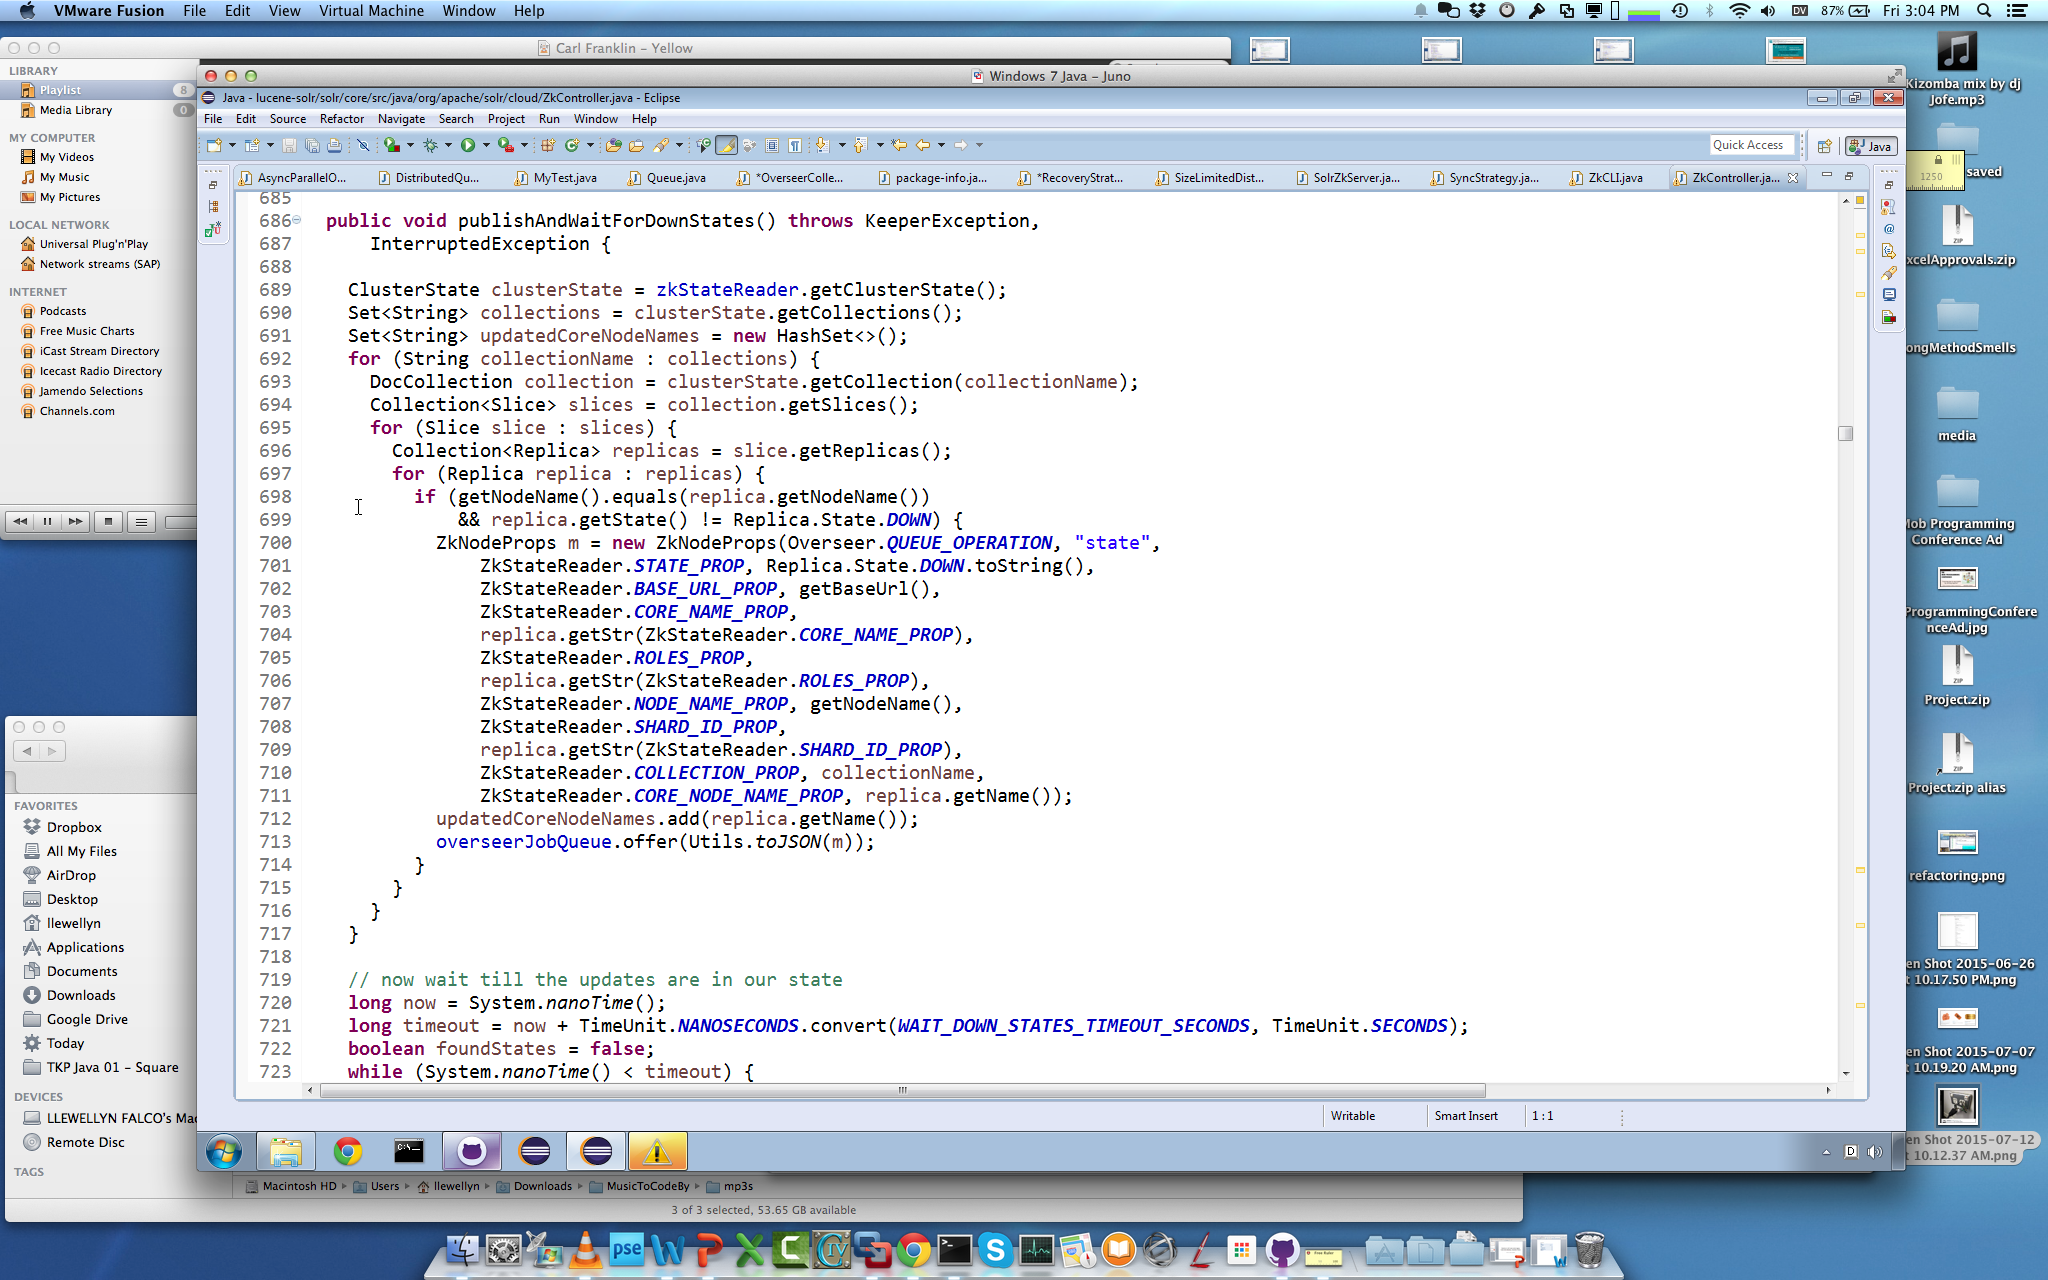 VMware Fusion File Edit View Virtual Machine Window Help
DV 87% Fri 3:04 PM
Carl Franklin – Yellow
LIBRARY
Playlist 8
Media Library 0
MY COMPUTER
My Videos
My Music
My Pictures
LOCAL NETWORK
Universal Plug'n'Play
Network streams (SAP)
INTERNET
Podcasts
Free Music Charts
iCast Stream Directory
Icecast Radio Directory
Jamendo Selections
Channels.com
Windows 7 Java – Juno
Java - lucene-solr/solr/core/src/java/org/apache/solr/cloud/ZkController.java - Eclipse
File Edit Source Refactor Navigate Search Project Run Window Help
Quick Access Java
AsyncParallelO... DistributedQu... MyTest.java Queue.java *OverseerColle... package-info.ja... *RecoveryStrat... SizeLimitedDist... SolrZkServer.ja... SyncStrategy.ja... ZkCLI.java ZkController.ja...
685
686 public void publishAndWaitForDownStates() throws KeeperException,
687 InterruptedException {
688
689 ClusterState clusterState = zkStateReader.getClusterState();
690 Set<String> collections = clusterState.getCollections();
691 Set<String> updatedCoreNodeNames = new HashSet<>();
692 for (String collectionName : collections) {
693 DocCollection collection = clusterState.getCollection(collectionName);
694 Collection<Slice> slices = collection.getSlices();
695 for (Slice slice : slices) {
696 Collection<Replica> replicas = slice.getReplicas();
697 for (Replica replica : replicas) {
698 if (getNodeName().equals(replica.getNodeName())
699 && replica.getState() != Replica.State.DOWN) {
700 ZkNodeProps m = new ZkNodeProps(Overseer.QUEUE_OPERATION, "state",
701 ZkStateReader.STATE_PROP, Replica.State.DOWN.toString(),
702 ZkStateReader.BASE_URL_PROP, getBaseUrl(),
703 ZkStateReader.CORE_NAME_PROP,
704 replica.getStr(ZkStateReader.CORE_NAME_PROP),
705 ZkStateReader.ROLES_PROP,
706 replica.getStr(ZkStateReader.ROLES_PROP),
707 ZkStateReader.NODE_NAME_PROP, getNodeName(),
708 ZkStateReader.SHARD_ID_PROP,
709 replica.getStr(ZkStateReader.SHARD_ID_PROP),
710 ZkStateReader.COLLECTION_PROP, collectionName,
711 ZkStateReader.CORE_NODE_NAME_PROP, replica.getName());
712 updatedCoreNodeNames.add(replica.getName());
713 overseerJobQueue.offer(Utils.toJSON(m));
714 }
715 }
716 }
717 }
718
719 // now wait till the updates are in our state
720 long now = System.nanoTime();
721 long timeout = now + TimeUnit.NANOSECONDS.convert(WAIT_DOWN_STATES_TIMEOUT_SECONDS, TimeUnit.SECONDS);
722 boolean foundStates = false;
723 while (System.nanoTime() < timeout) {
Writable Smart Insert 1 : 1
FAVORITES
Dropbox
All My Files
AirDrop
Desktop
llewellyn
Applications
Documents
Downloads
Google Drive
Today
TKP Java 01 – Square
DEVICES
LLEWELLYN FALCO's Mac
Remote Disc
TAGS
Macintosh HD Users llewellyn Downloads MusicToCodeBy mp3s
3 of 3 selected, 53.65 GB available
Kizomba mix by dj
Jofe.mp3
saved
1250
xcelApprovals.zip
ongMethodSmells
media
Mob Programming
Conference Ad
ProgrammingConfere
nceAd.jpg
Project.zip
Project.zip alias
refactoring.png
en Shot 2015-06-26
t 10.17.50 PM.png
en Shot 2015-07-07
t 10.19.20 AM.png
en Shot 2015-07-12
t 10.12.37 AM.png
pse